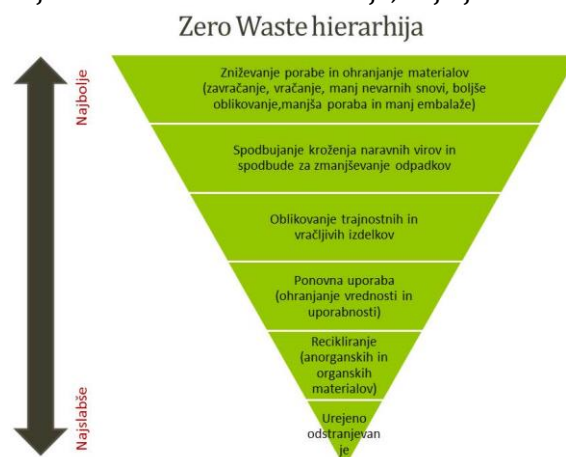 Zero Waste hierarhija
Najbolje
Zniževanje porabe in ohranjanje materialov
(zavračanje, vračanje, manj nevarnih snovi, boljše
oblikovanje,manjša poraba in manj embalaže)
Spodbujanje kroženja naravnih virov in
spodbude za zmanjševanje odpadkov
Oblikovanje trajnostnih in
vračljivih izdelkov
Ponovna uporaba
(ohranjanje vrednosti in
uporabnosti)
Recikliranje
(anorganskih in
organskih
materialov)
Najslabše
Urejeno
odstranjevan
je